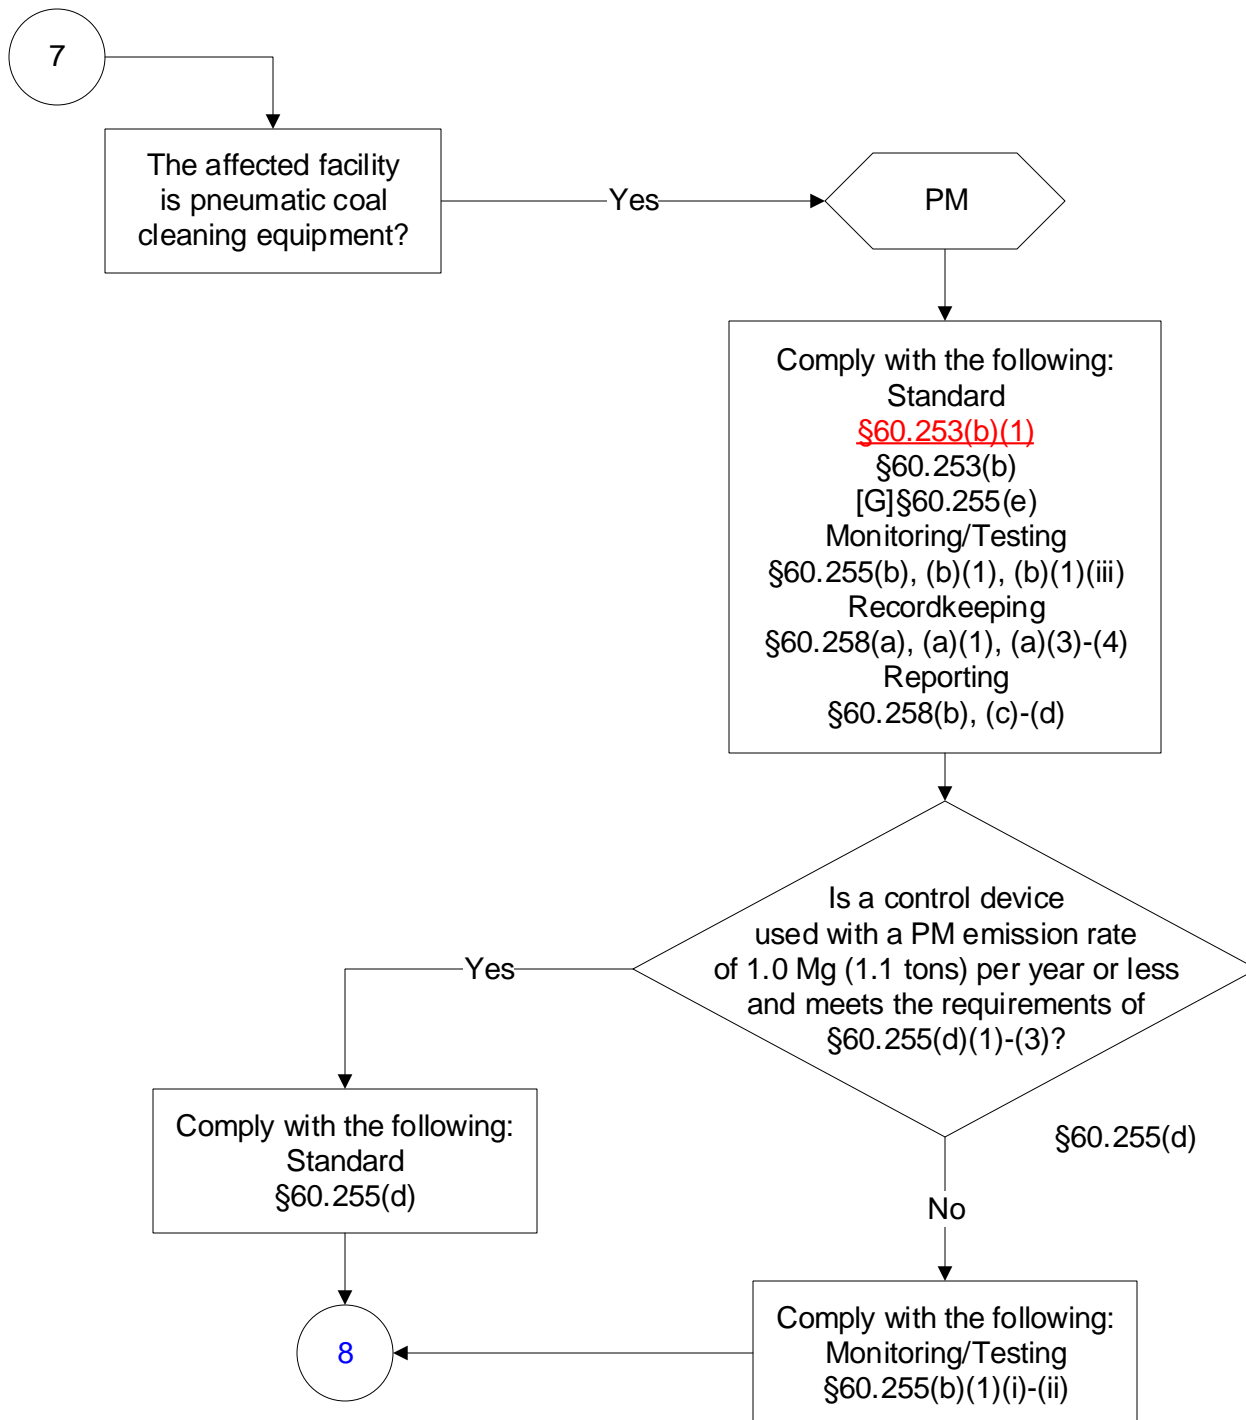 7
The affected facility
is pneumatic coal
cleaning equipment?
Yes
PM
Comply with the following:
Standard
§60.253(b)(1)
§60.253(b)
[G]§60.255(e)
Monitoring/Testing
§60.255(b), (b)(1), (b)(1)(iii)
Recordkeeping
§60.258(a), (a)(1), (a)(3)-(4)
Reporting
§60.258(b), (c)-(d)
Is a control device
used with a PM emission rate
of 1.0 Mg (1.1 tons) per year or less
and meets the requirements of
§60.255(d)(1)-(3)?
Yes
§60.255(d)
Comply with the following:
Standard
§60.255(d)
No
Comply with the following:
Monitoring/Testing
§60.255(b)(1)(i)-(ii)
8